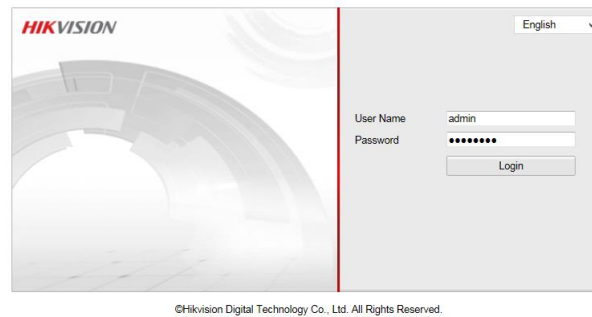 HIKVISION
English
User Name admin
Password ●●●●●●●●
Login
©Hikvision Digital Technology Co., Ltd. All Rights Reserved.